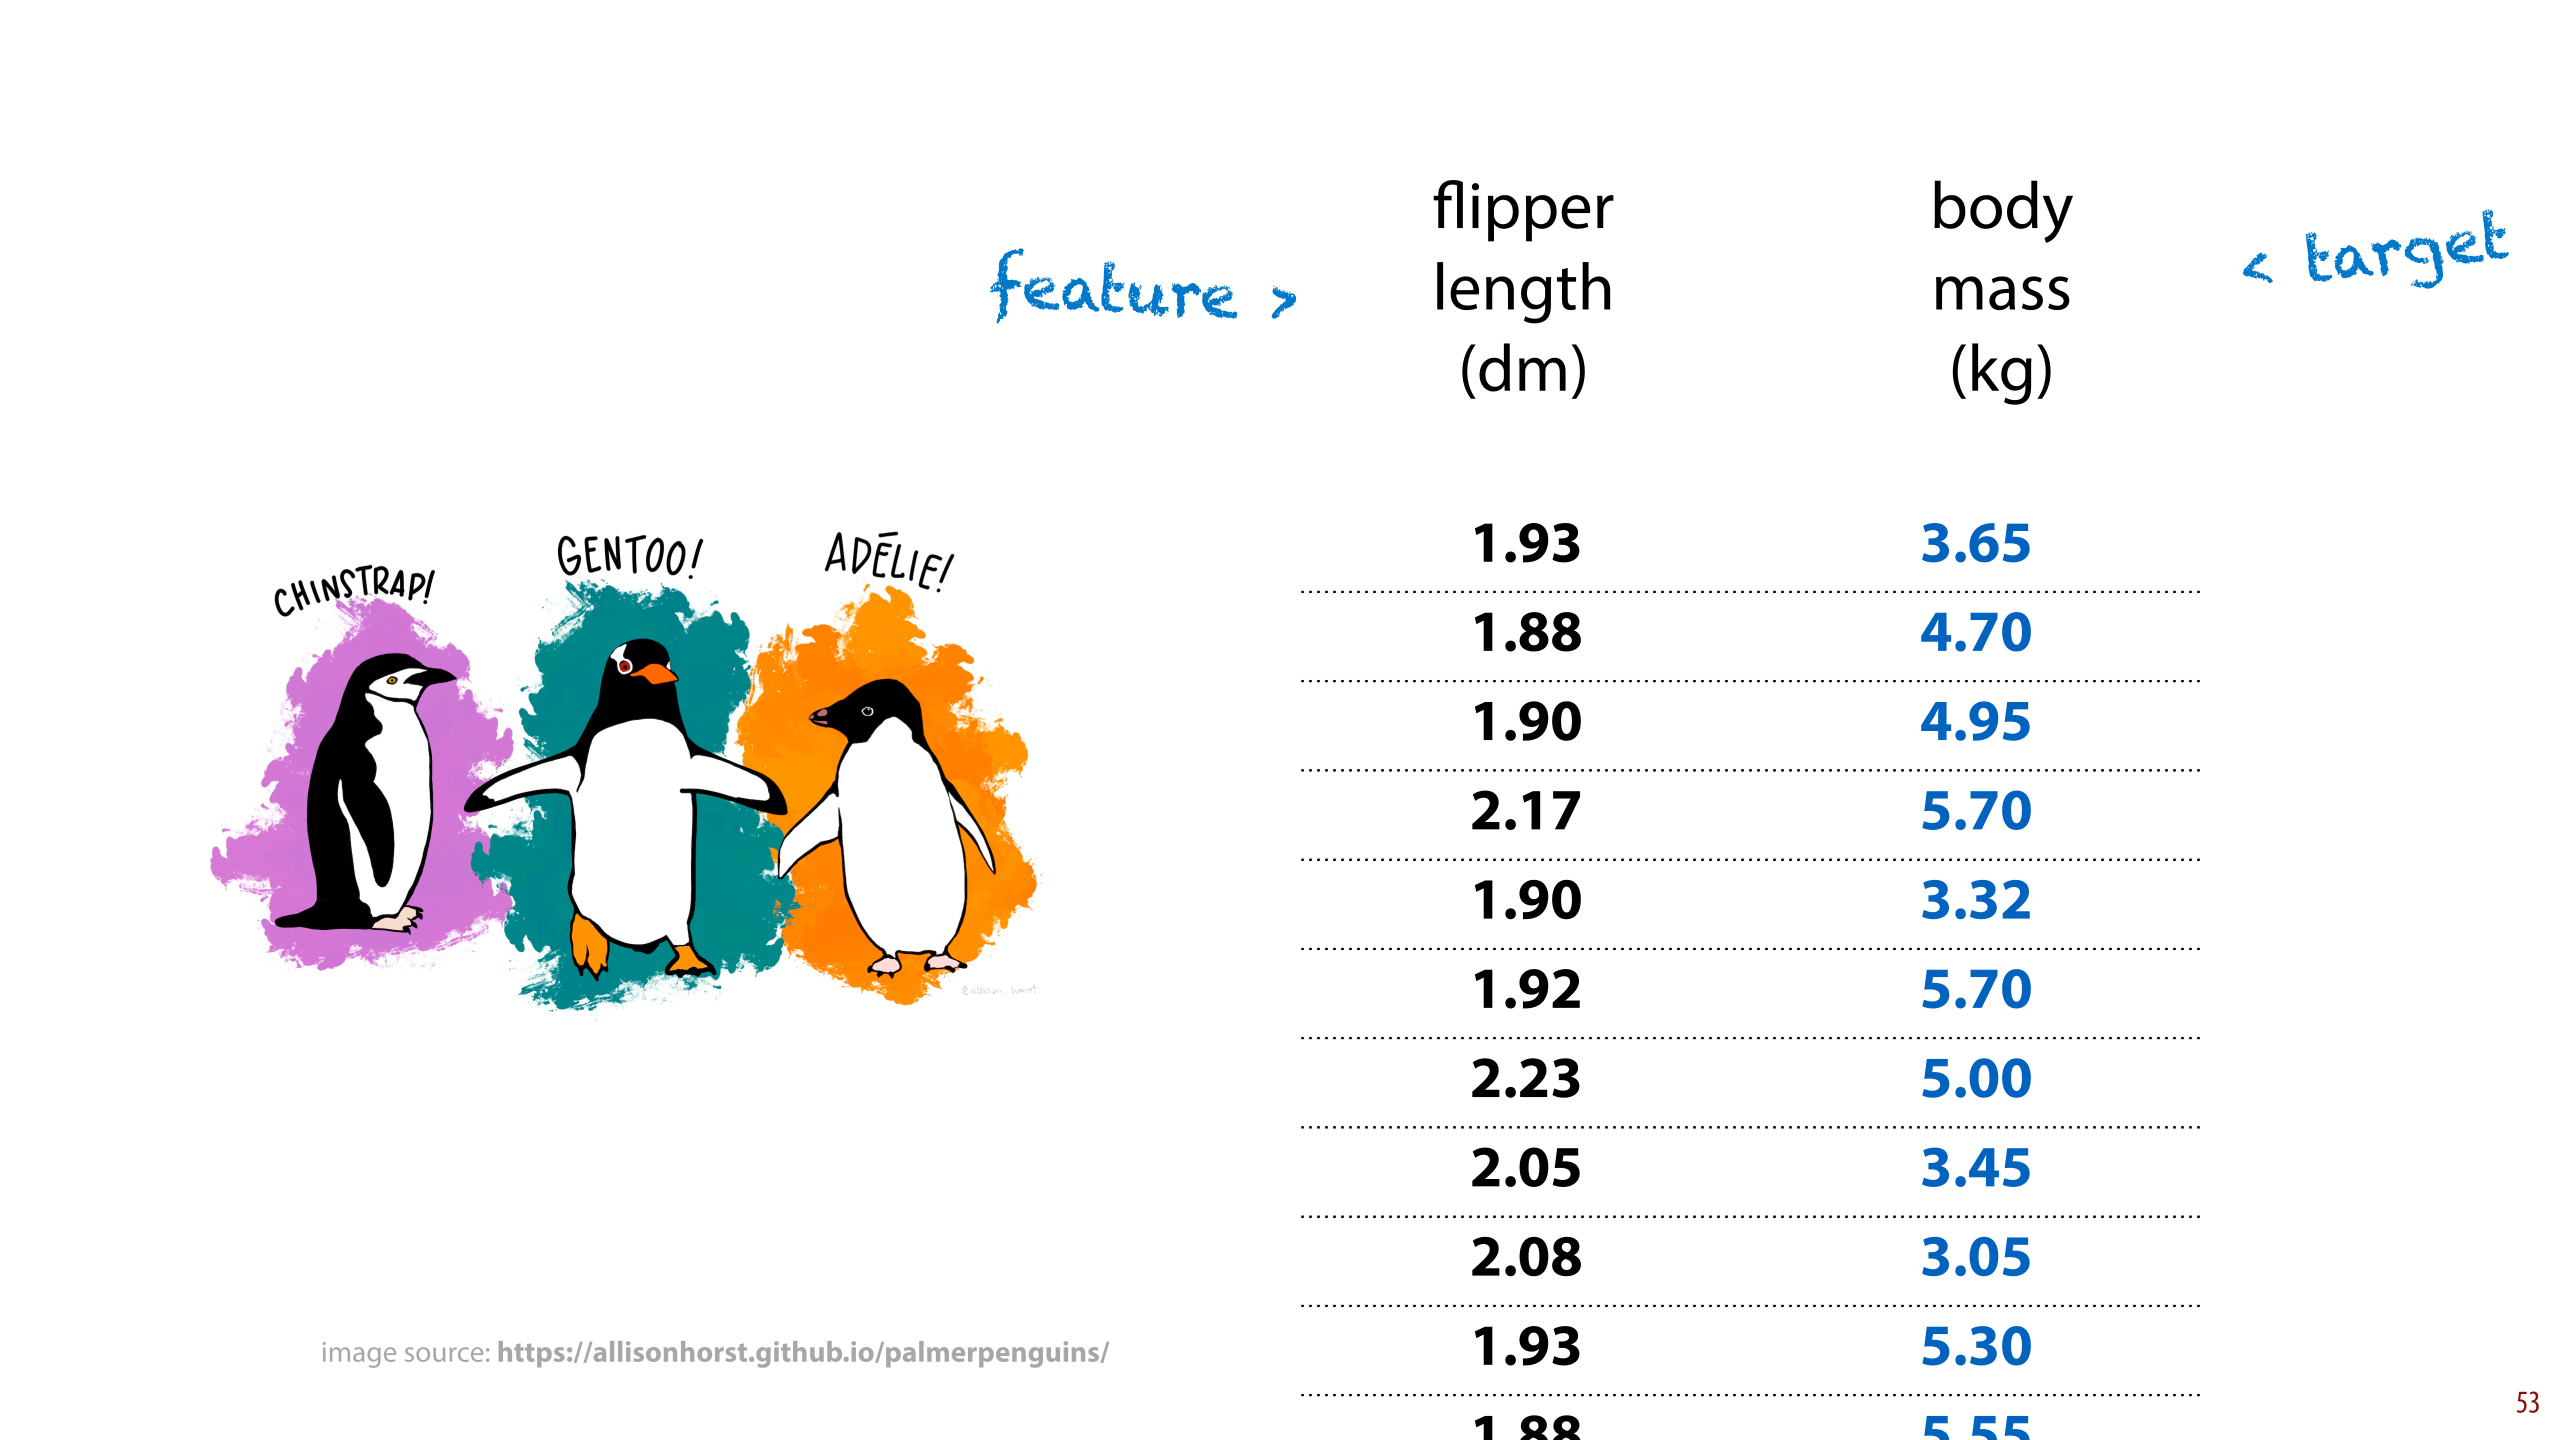 flipper
length
(dm)
body
mass
(kg)
feature >
< target
CHINSTRAP!
GENTOO!
ADÉLIE!
1.93 3.65
1.88 4.70
1.90 4.95
2.17 5.70
1.90 3.32
1.92 5.70
2.23 5.00
2.05 3.45
2.08 3.05
1.93 5.30
1.88 5.55
@allison_horst
image source: https://allisonhorst.github.io/palmerpenguins/
53